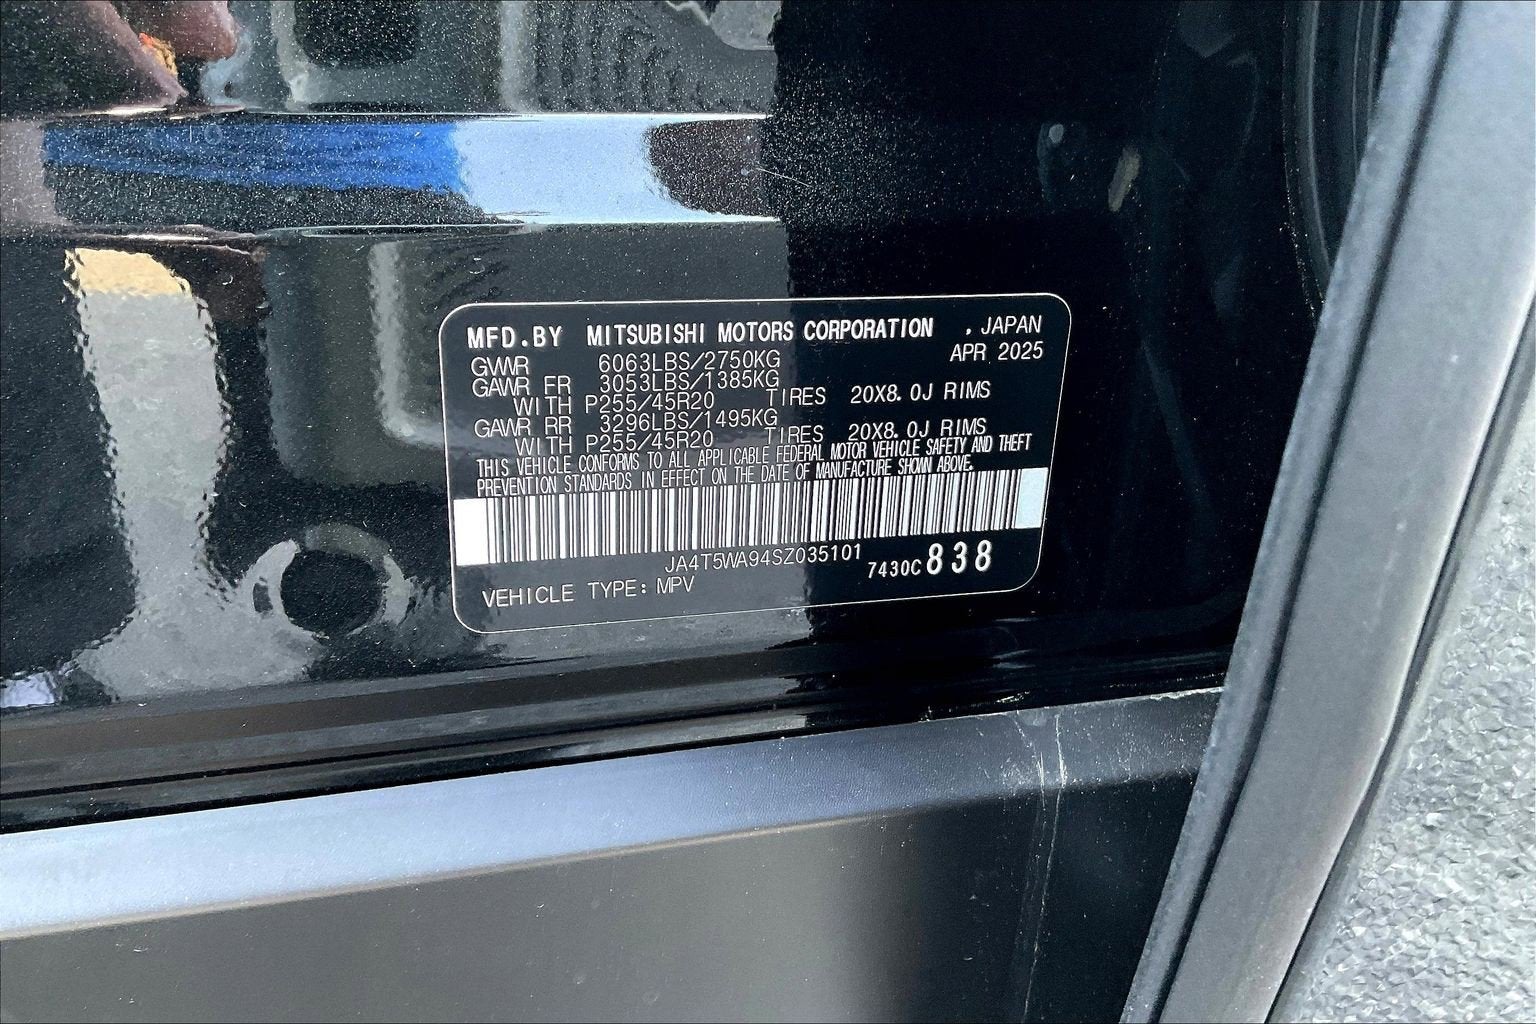 MFD.BY MITSUBISHI MOTORS CORPORATION , JAPAN
GVWR 6063LBS/2750KG APR 2025
GAWR FR 3053LBS/1385KG
WITH P255/45R20 TIRES 20X8.0J RIMS
GAWR RR 3296LBS/1495KG
WITH P255/45R20 TIRES 20X8.0J RIMS
THIS VEHICLE CONFORMS TO ALL APPLICABLE FEDERAL MOTOR VEHICLE SAFETY AND THEFT
PREVENTION STANDARDS IN EFFECT ON THE DATE OF MANUFACTURE SHOWN ABOVE.
JA4T5WA94SZ035101
7430C 838
VEHICLE TYPE: MPV